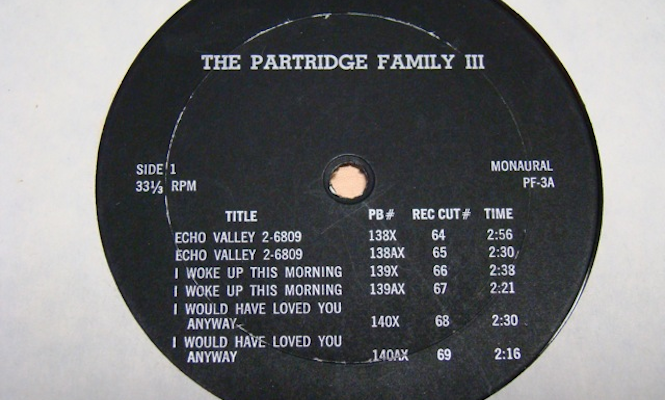 THE PARTRIDGE FAMILY III
SIDE 1 MONAURAL
33⅓ RPM PF-3A
TITLE PB# REC CUT# TIME
ECHO VALLEY 2-6809 138X 64 2:56
ECHO VALLEY 2-6809 138AX 65 2:30
I WOKE UP THIS MORNING 139X 66 2:38
I WOKE UP THIS MORNING 139AX 67 2:21
I WOULD HAVE LOVED YOU
ANYWAY 140X 68 2:30
I WOULD HAVE LOVED YOU
ANYWAY 140AX 69 2:16